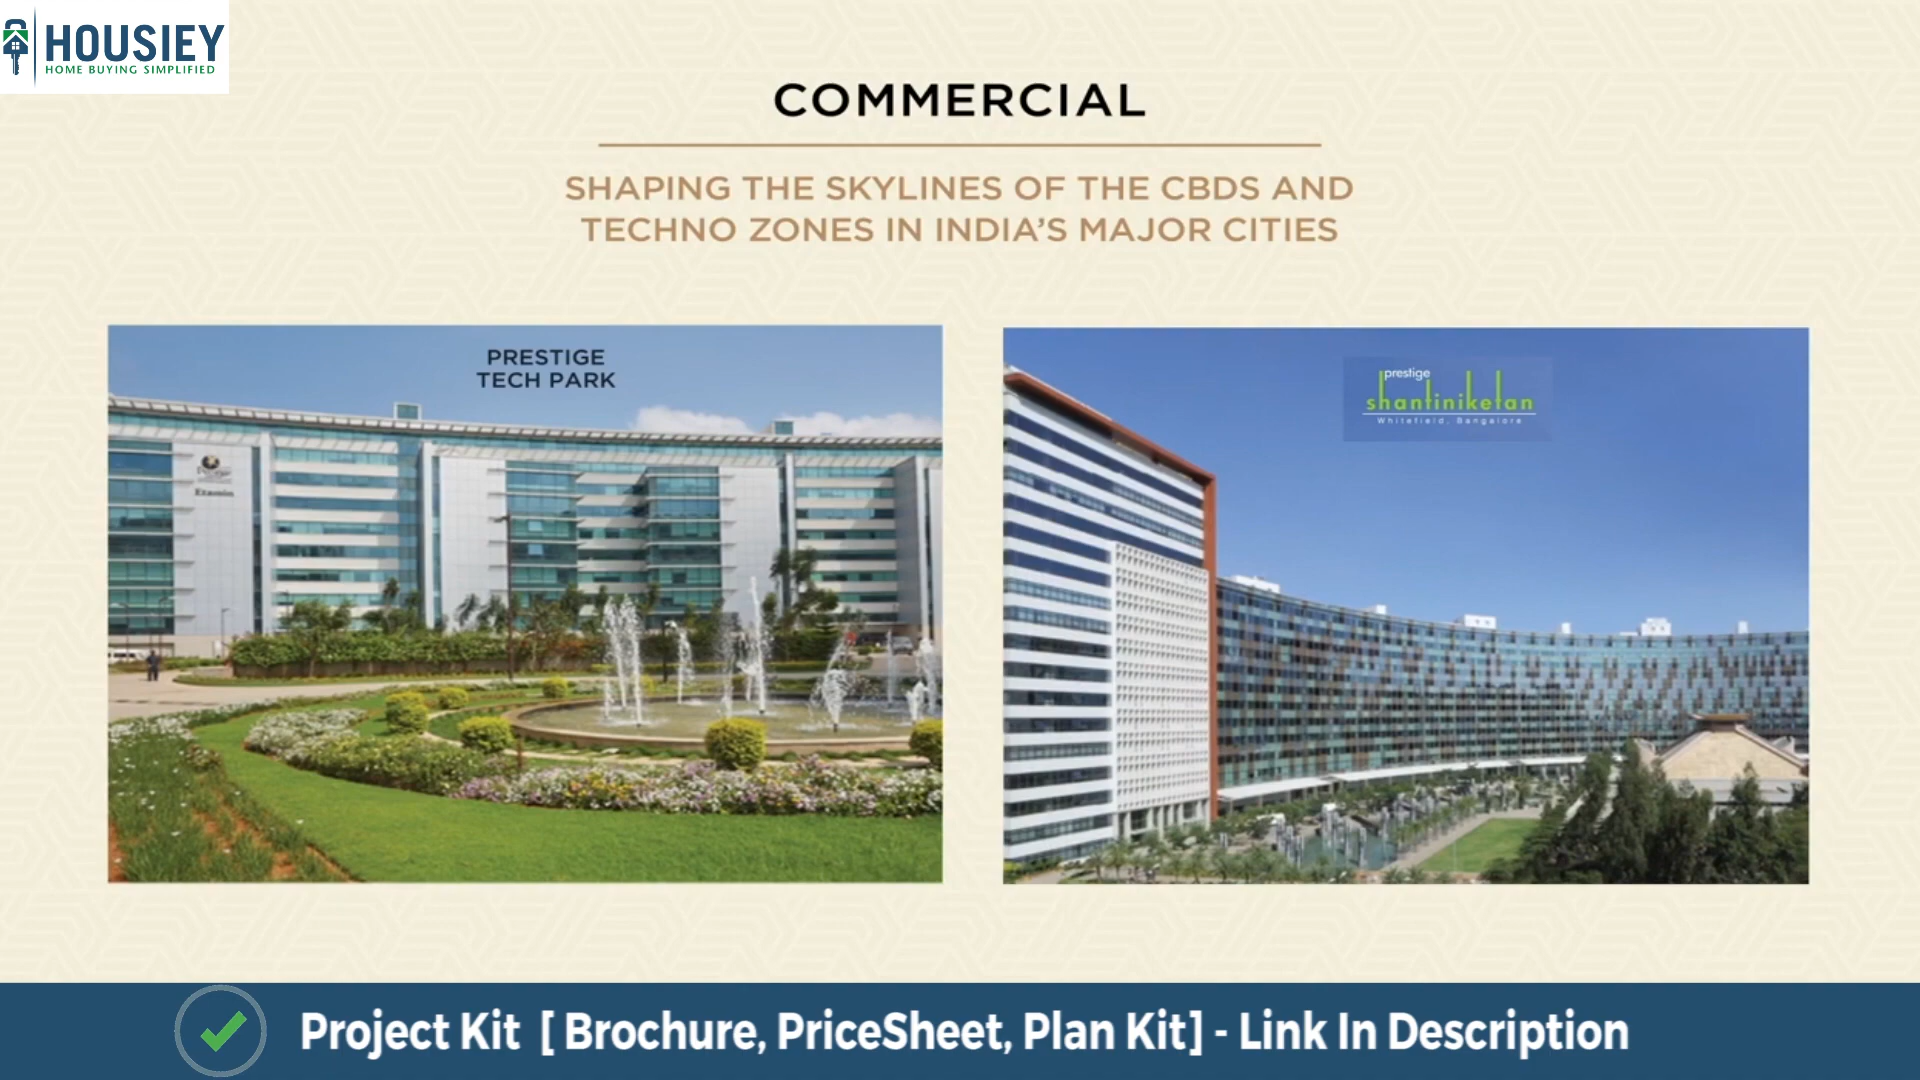 HOUSIEY
HOME BUYING SIMPLIFIED
COMMERCIAL
SHAPING THE SKYLINES OF THE CBDS AND
TECHNO ZONES IN INDIA’S MAJOR CITIES
PRESTIGE
TECH PARK
prestige
shantiniketan
Whitefield, Bangalore
Project Kit [ Brochure, PriceSheet, Plan Kit] - Link In Description